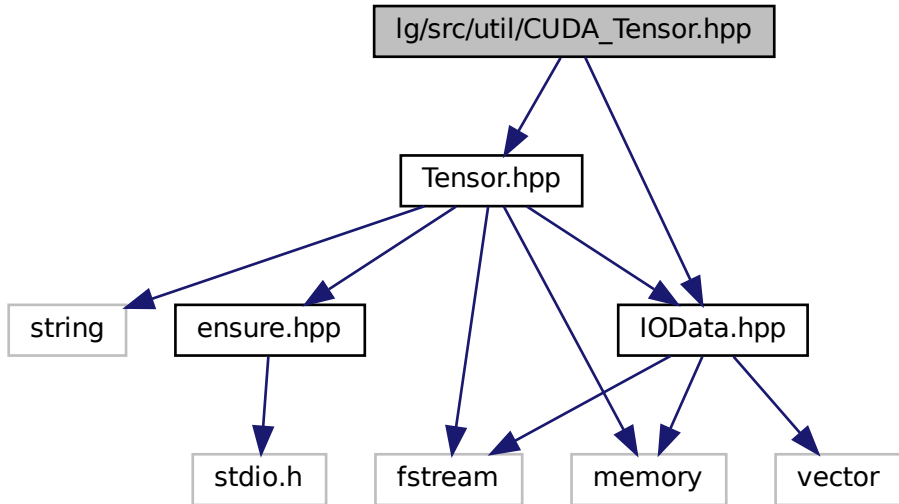 lg/src/util/CUDA_Tensor.hpp
Tensor.hpp
string
ensure.hpp
IOData.hpp
stdio.h
fstream
memory
vector